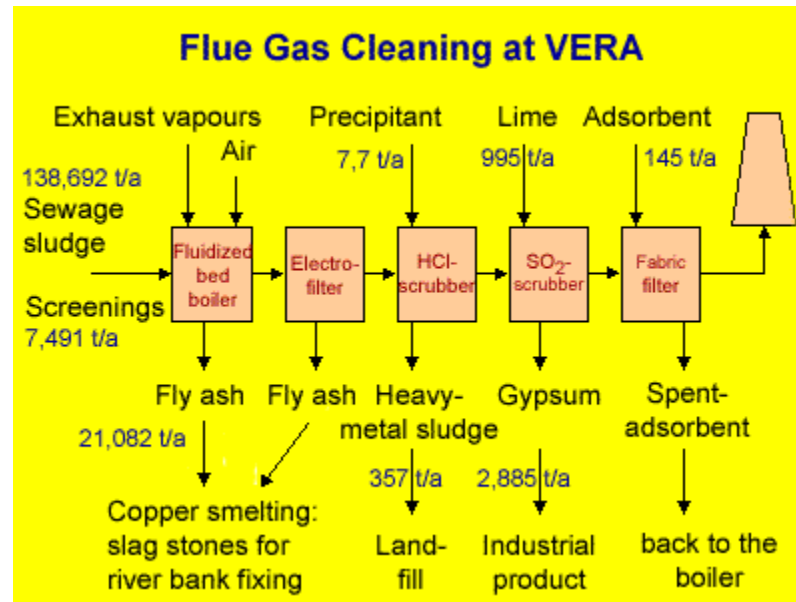 Flue Gas Cleaning at VERA
Exhaust vapours
Precipitant
Lime
Adsorbent
Air
138,692 t/a
7,7 t/a
995 t/a
145 t/a
Sewage
sludge
Fluidized
bed
boiler
Electro-
filter
HCl-
scrubber
SO2-
scrubber
Fabric
filter
Screenings
7,491 t/a
Fly ash
Fly ash
Heavy-
metal sludge
Gypsum
Spent-
adsorbent
21,082 t/a
357 t/a
2,885 t/a
Copper smelting:
slag stones for
river bank fixing
Land-
fill
Industrial
product
back to the
boiler